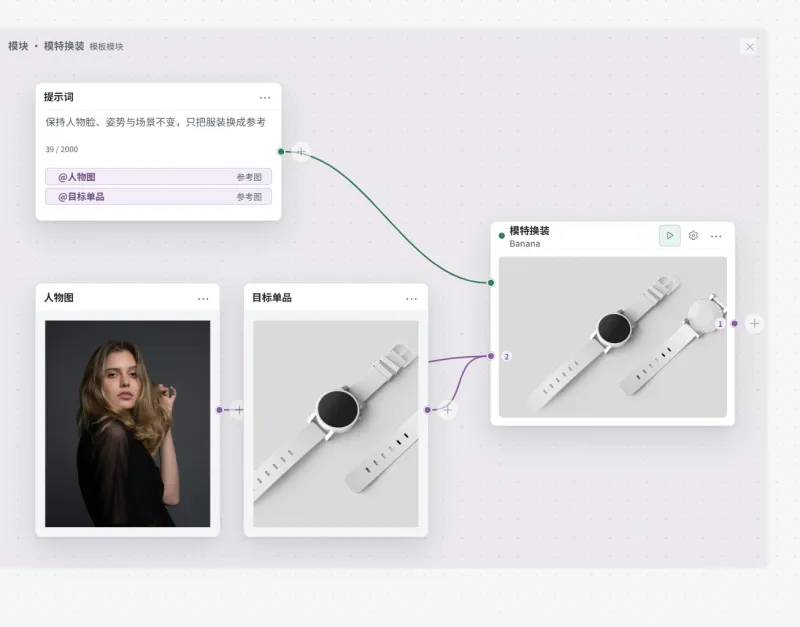 模块 · 模特换装 模板模块
提示词
保持人物脸、姿势与场景不变，只把服装换成参考
39 / 2000
@人物图 参考图
@目标单品 参考图
模特换装
Banana
人物图
目标单品
2
1